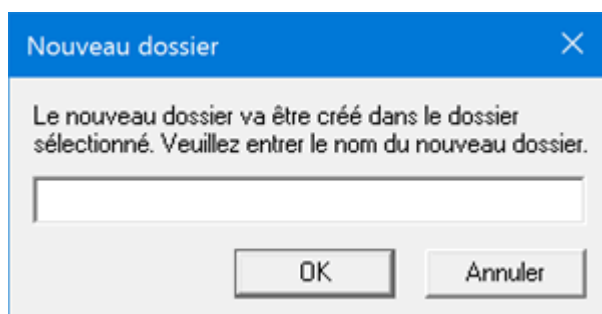 Nouveau dossier
Le nouveau dossier va être créé dans le dossier
sélectionné. Veuillez entrer le nom du nouveau dossier.
OK
Annuler